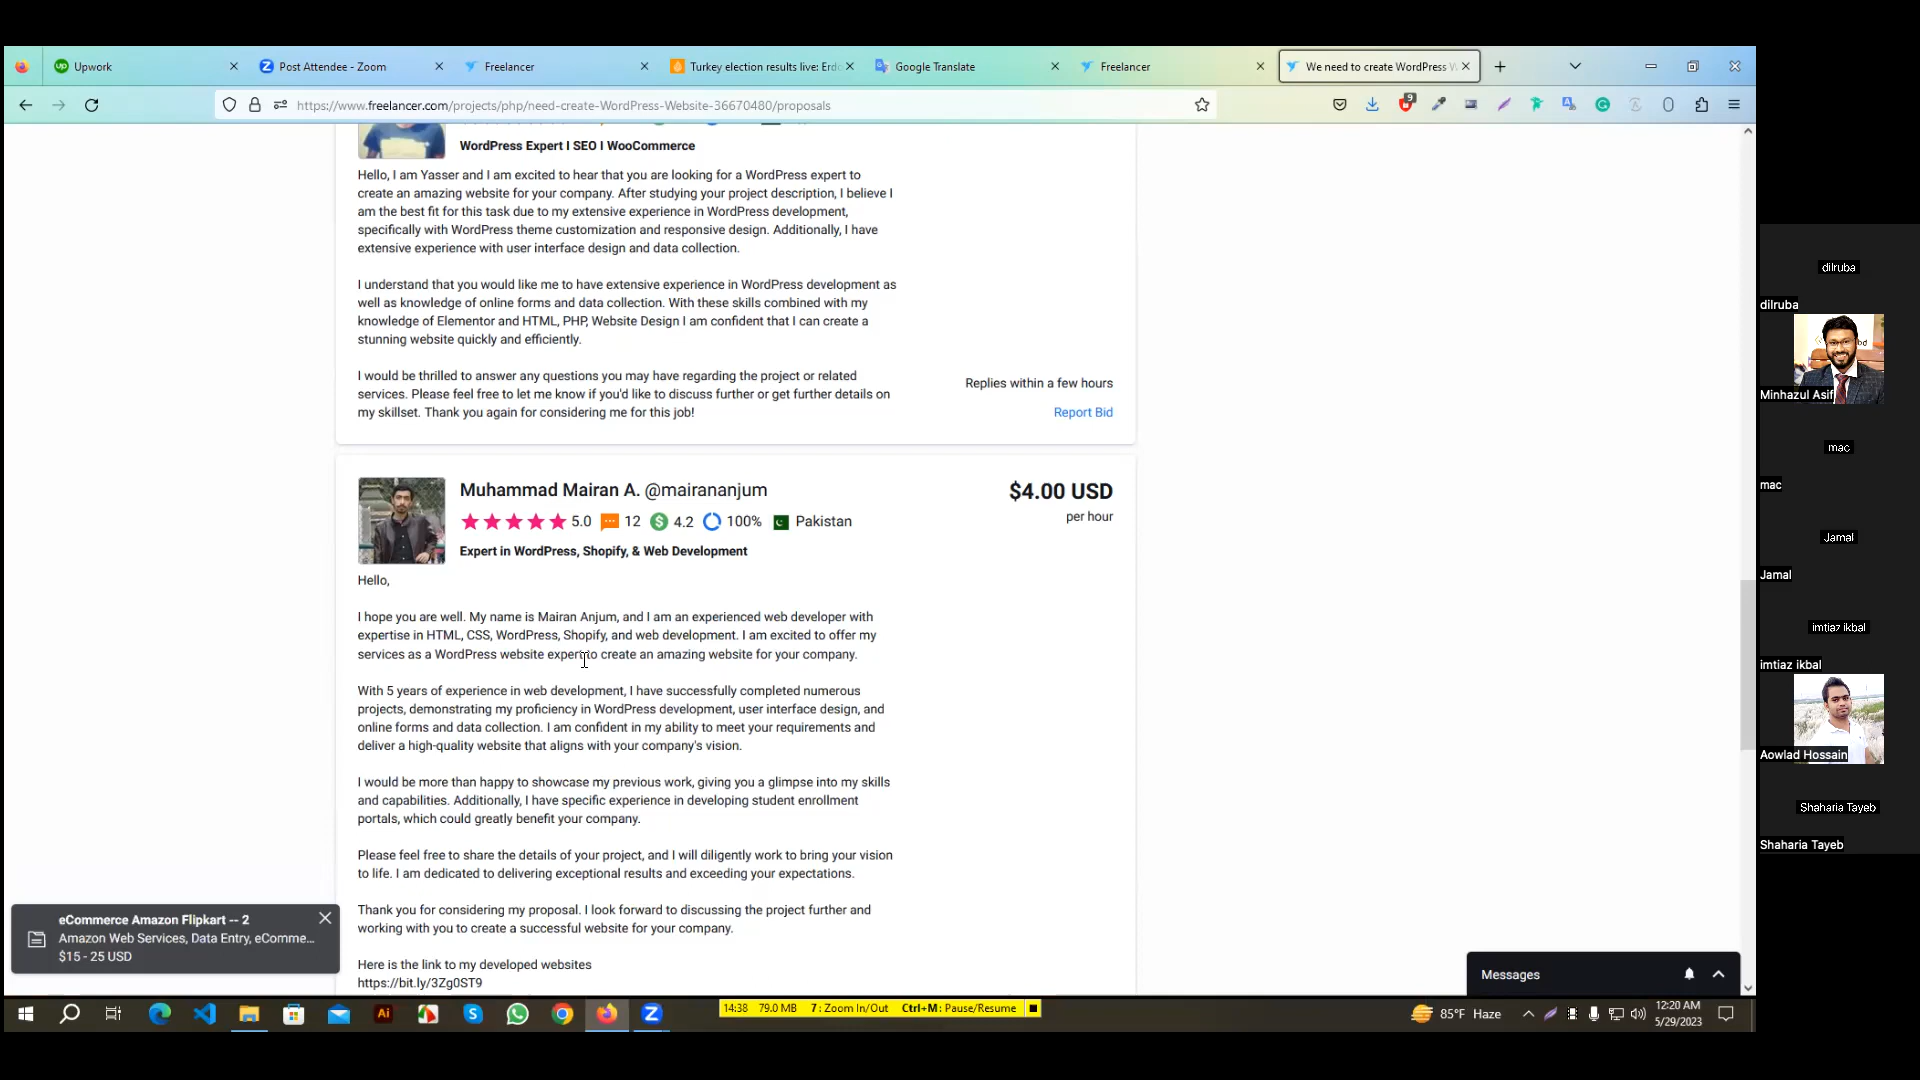 Upwork
Post Attendee - Zoom
Freelancer
Turkey election results live: Erd
Google Translate
Freelancer
We need to create WordPress W
https://www.freelancer.com/projects/php/need-create-WordPress-Website-36670480/proposals
9
WordPress Expert I SEO I WooCommerce
Hello, I am Yasser and I am excited to hear that you are looking for a WordPress expert to
create an amazing website for your company. After studying your project description, I believe I
am the best fit for this task due to my extensive experience in WordPress development,
specifically with WordPress theme customization and responsive design. Additionally, I have
extensive experience with user interface design and data collection.
I understand that you would like me to have extensive experience in WordPress development as
well as knowledge of online forms and data collection. With these skills combined with my
knowledge of Elementor and HTML, PHP, Website Design I am confident that I can create a
stunning website quickly and efficiently.
I would be thrilled to answer any questions you may have regarding the project or related
services. Please feel free to let me know if you'd like to discuss further or get further details on
my skillset. Thank you again for considering me for this job!
Replies within a few hours
Report Bid
Muhammad Mairan A. @mairananjum
5.0 12 4.2 100% Pakistan
Expert in WordPress, Shopify, & Web Development
$4.00 USD
per hour
Hello,
I hope you are well. My name is Mairan Anjum, and I am an experienced web developer with
expertise in HTML, CSS, WordPress, Shopify, and web development. I am excited to offer my
services as a WordPress website expert to create an amazing website for your company.
With 5 years of experience in web development, I have successfully completed numerous
projects, demonstrating my proficiency in WordPress development, user interface design, and
online forms and data collection. I am confident in my ability to meet your requirements and
deliver a high-quality website that aligns with your company's vision.
I would be more than happy to showcase my previous work, giving you a glimpse into my skills
and capabilities. Additionally, I have specific experience in developing student enrollment
portals, which could greatly benefit your company.
Please feel free to share the details of your project, and I will diligently work to bring your vision
to life. I am dedicated to delivering exceptional results and exceeding your expectations.
Thank you for considering my proposal. I look forward to discussing the project further and
working with you to create a successful website for your company.
Here is the link to my developed websites
https://bit.ly/3Zg0ST9
eCommerce Amazon Flipkart -- 2
Amazon Web Services, Data Entry, eComme...
$15 - 25 USD
Messages
14:38 79.0 MB 7 : Zoom In/Out Ctrl+M : Pause/Resume
85°F Haze
12:20 AM
5/29/2023
dilruba
dilruba
Minhazul Asif
mac
mac
Jamal
Jamal
imtiaz ikbal
imtiaz ikbal
Aowlad Hossain
Shaharia Tayeb
Shaharia Tayeb